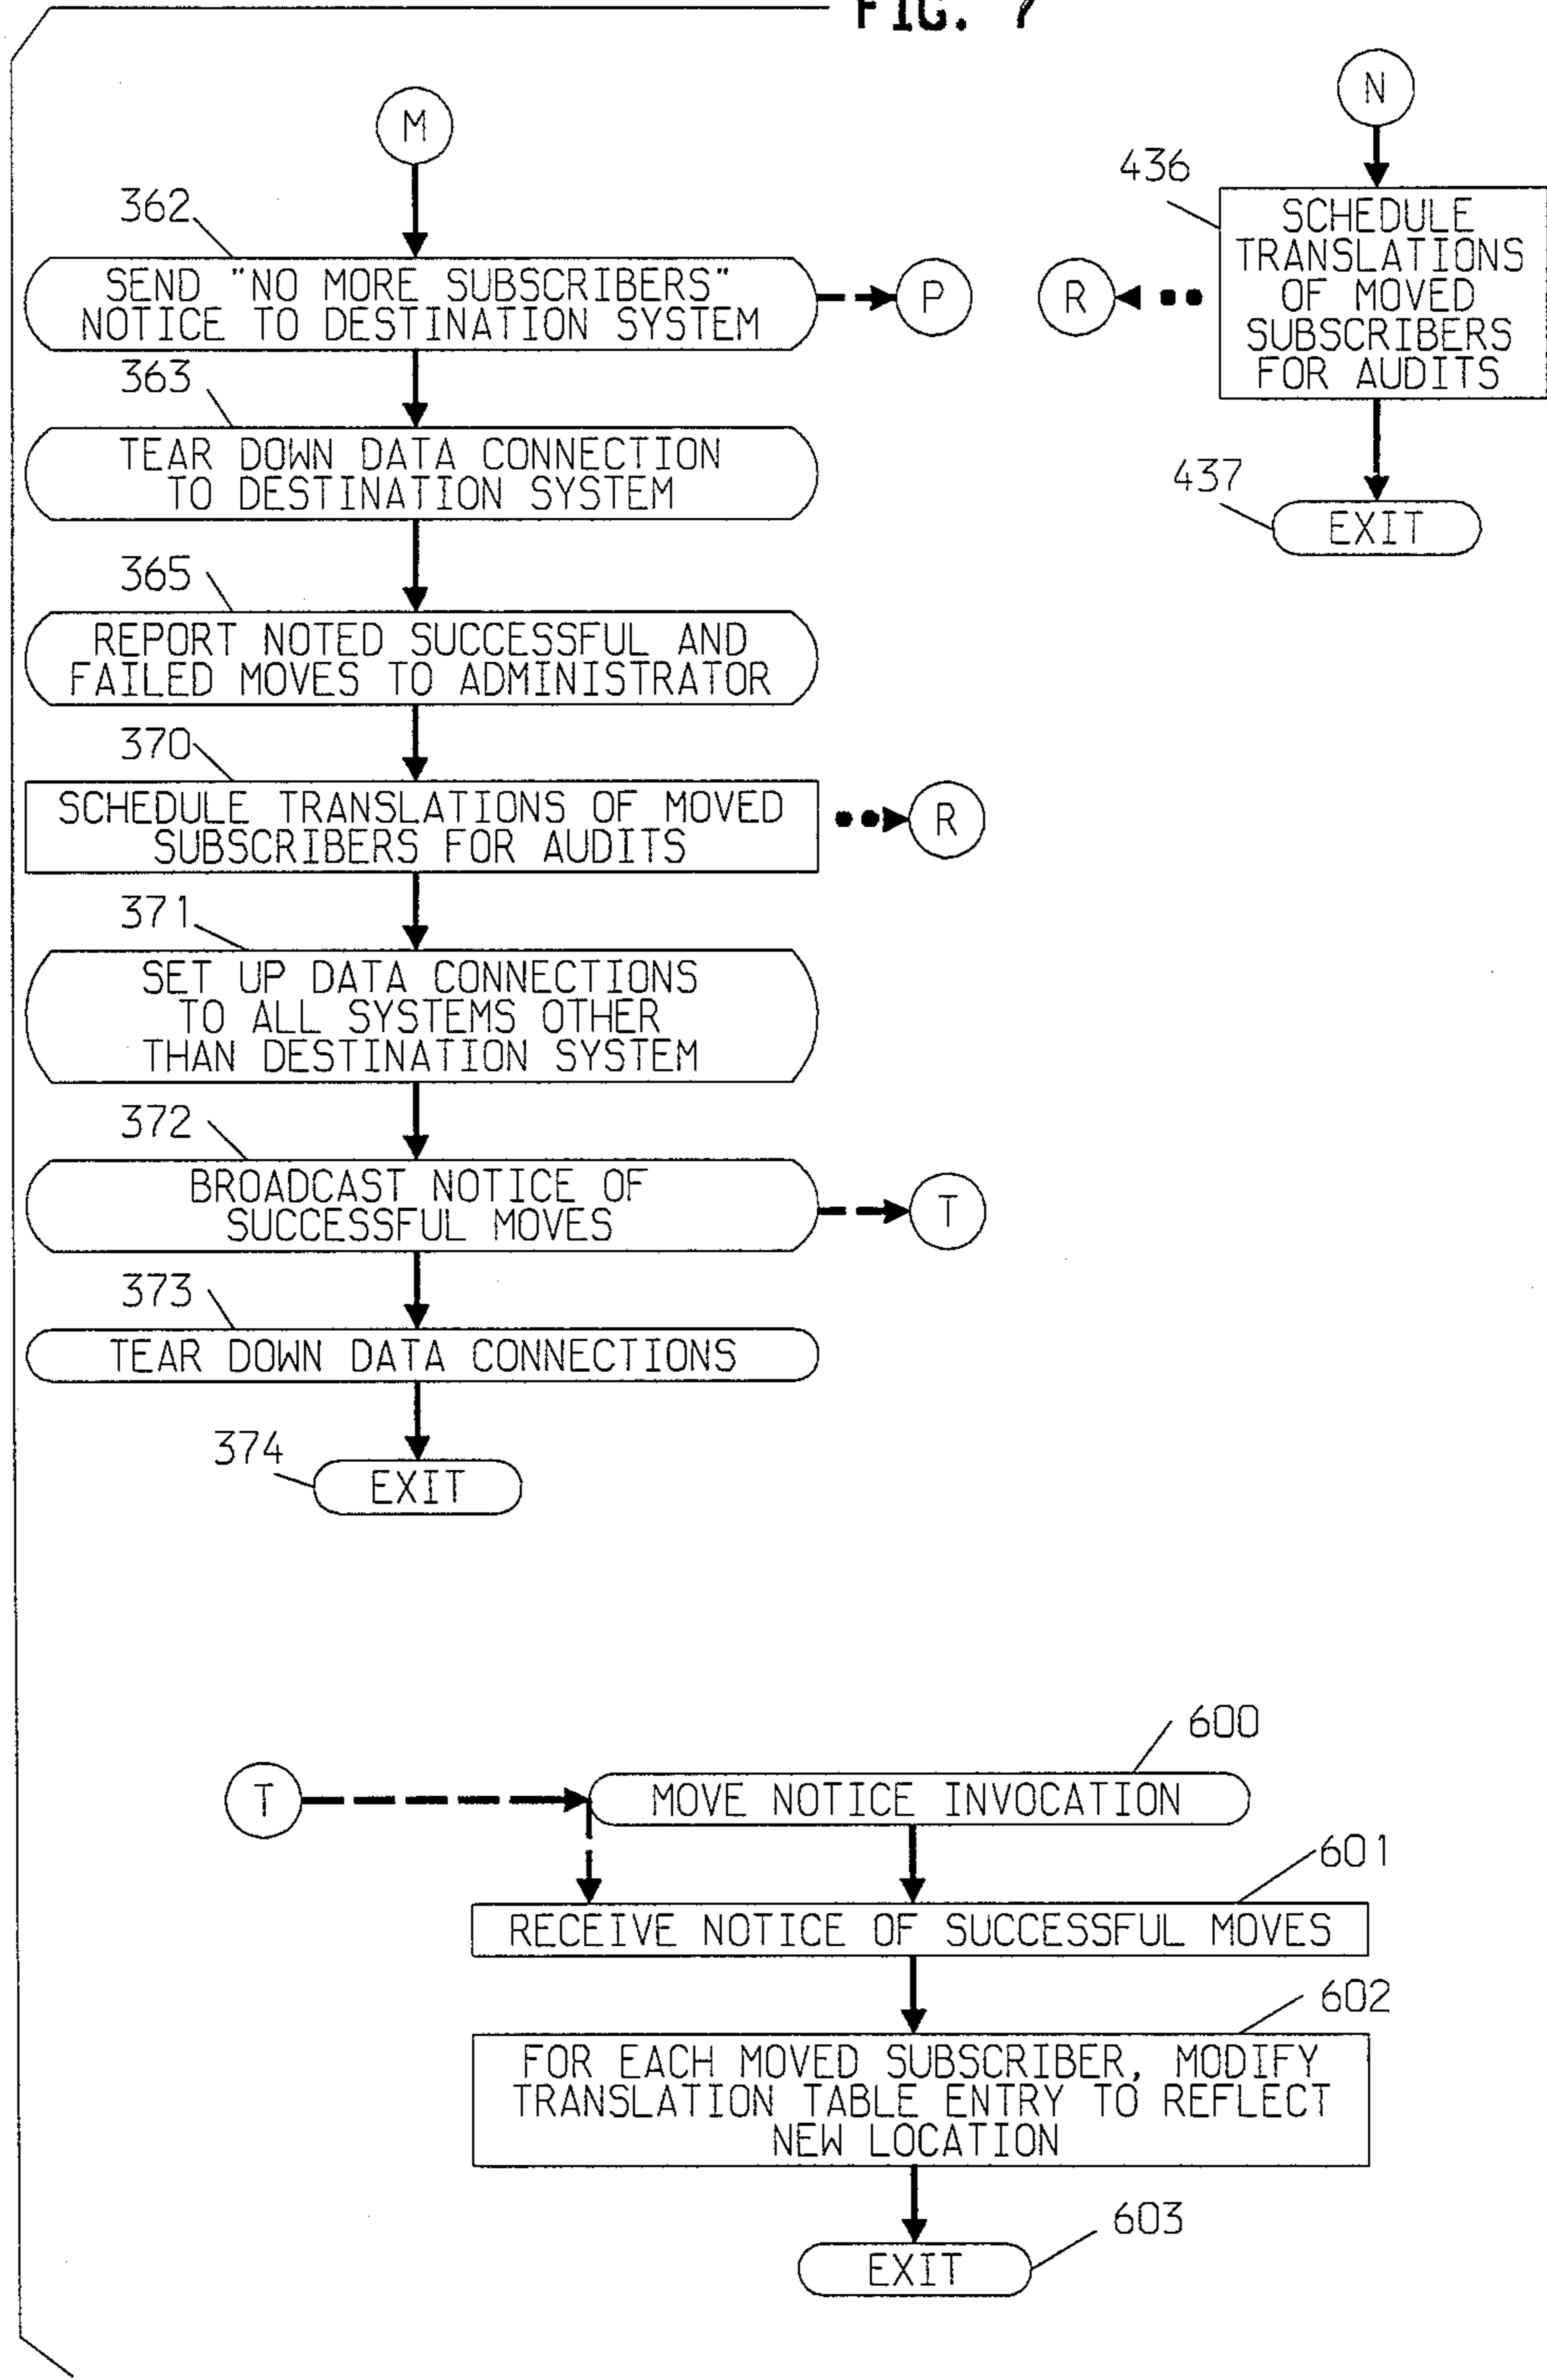 FIG. 7
M
362
SEND "NO MORE SUBSCRIBERS"
NOTICE TO DESTINATION SYSTEM
P
363
TEAR DOWN DATA CONNECTION
TO DESTINATION SYSTEM
365
REPORT NOTED SUCCESSFUL AND
FAILED MOVES TO ADMINISTRATOR
370
SCHEDULE TRANSLATIONS OF MOVED
SUBSCRIBERS FOR AUDITS
R
371
SET UP DATA CONNECTIONS
TO ALL SYSTEMS OTHER
THAN DESTINATION SYSTEM
372
BROADCAST NOTICE OF
SUCCESSFUL MOVES
T
373
TEAR DOWN DATA CONNECTIONS
374
EXIT
N
436
SCHEDULE
TRANSLATIONS
OF MOVED
SUBSCRIBERS
FOR AUDITS
R
437
EXIT
T
600
MOVE NOTICE INVOCATION
601
RECEIVE NOTICE OF SUCCESSFUL MOVES
602
FOR EACH MOVED SUBSCRIBER, MODIFY
TRANSLATION TABLE ENTRY TO REFLECT
NEW LOCATION
603
EXIT